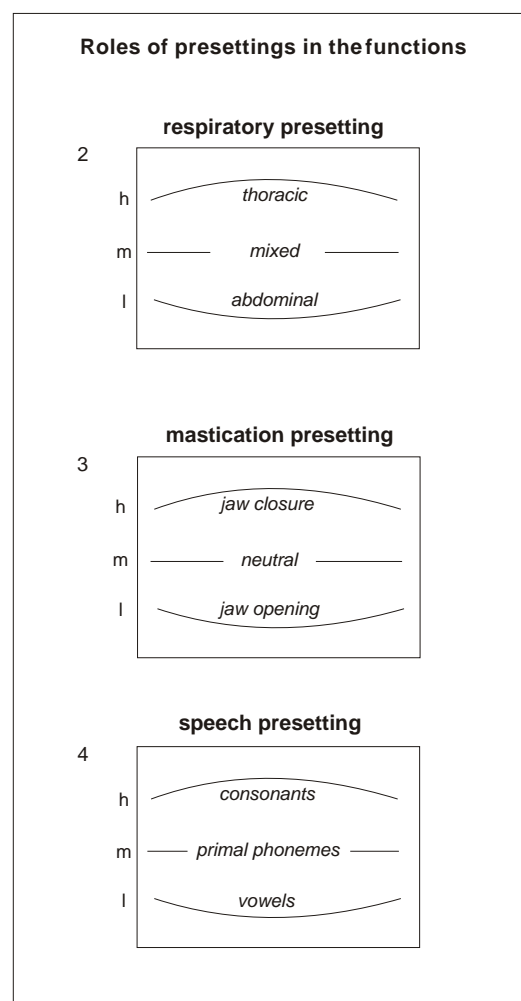 Roles of presettings in the functions
respiratory presetting
2
h thoracic
m mixed
l abdominal
mastication presetting
3
h jaw closure
m neutral
l jaw opening
speech presetting
4
h consonants
m primal phonemes
l vowels